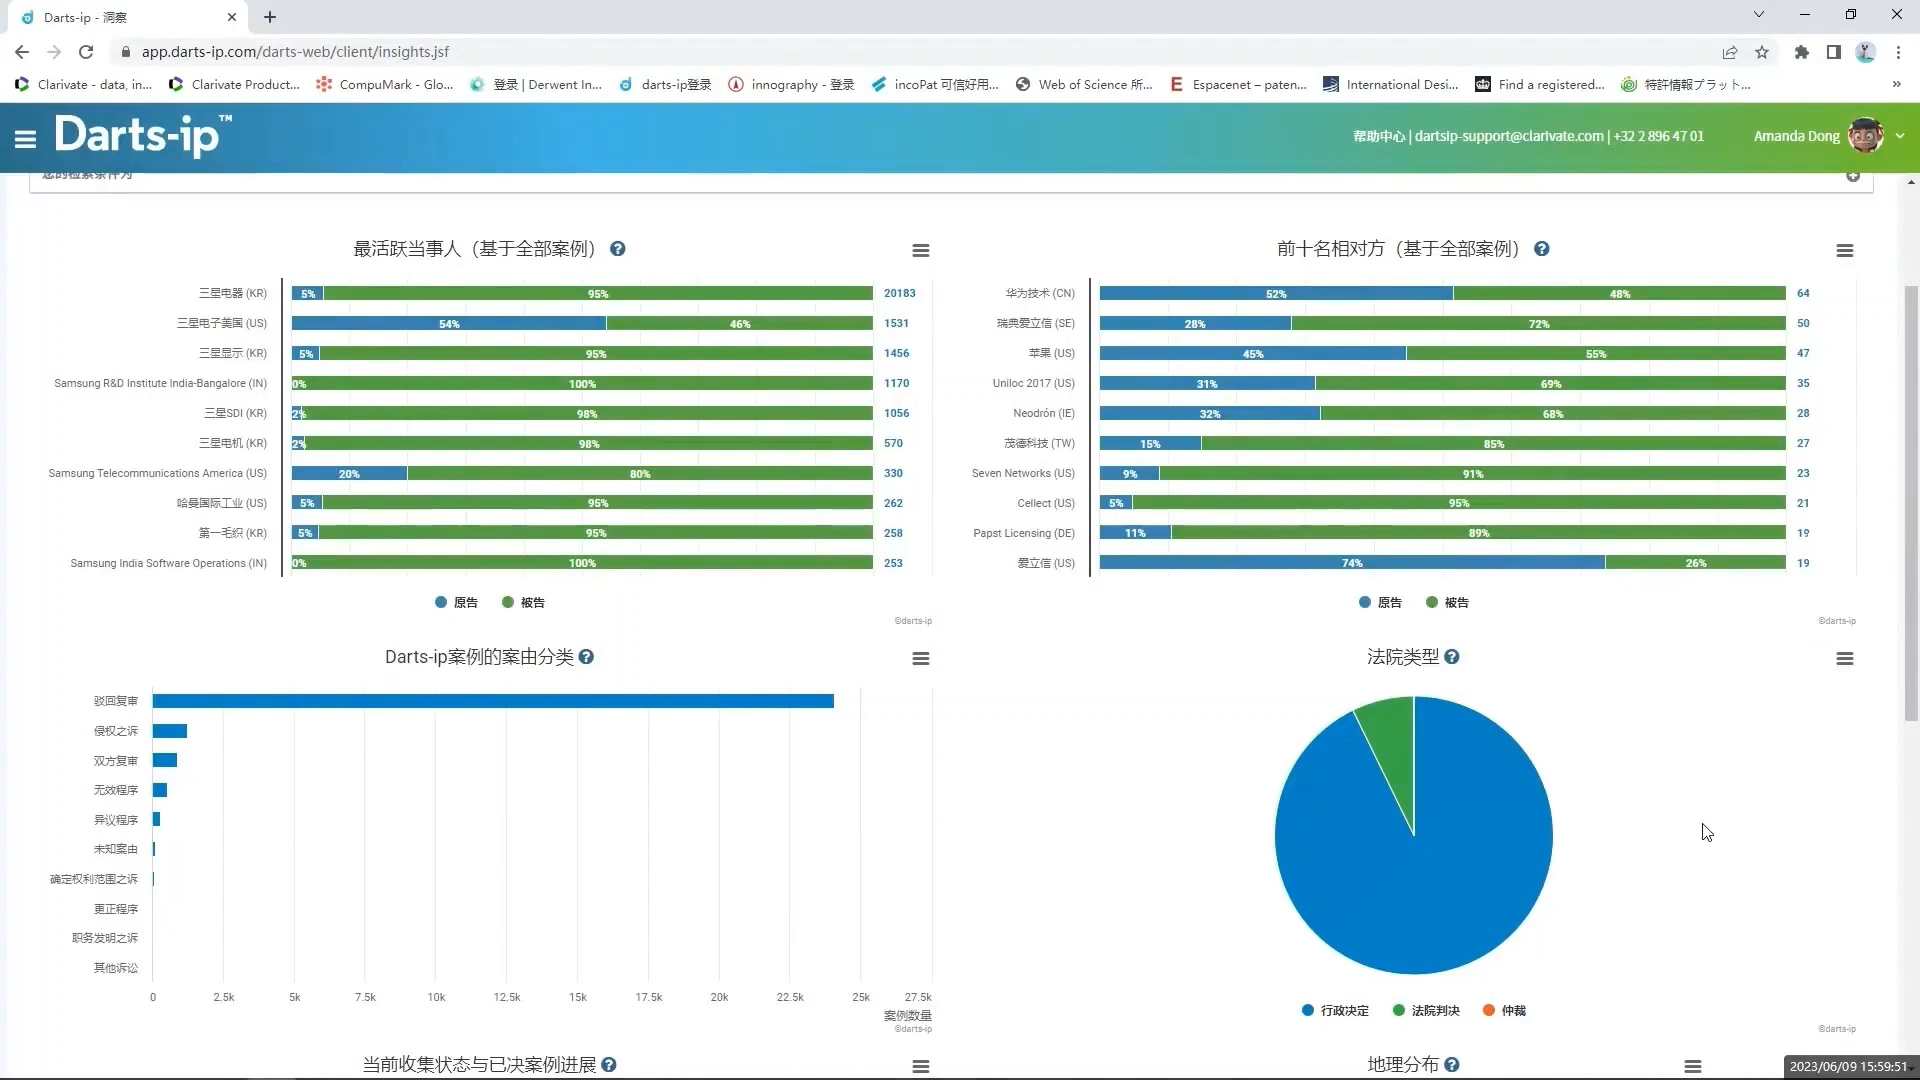 Darts-ip - 洞察
app.darts-ip.com/darts-web/client/insights.jsf
Clarivate - data, in...
Clarivate Product...
CompuMark - Glo...
登录 | Derwent In...
darts-ip登录
innography - 登录
incoPat 可信好用...
Web of Science 所...
Espacenet – paten...
International Desi...
Find a registered...
特許情報プラット...
Darts-ip™
帮助中心 | dartsip-support@clarivate.com | +32 2 896 47 01
Amanda Dong
您的检索条件为
最活跃当事人（基于全部案例）
三星电器 (KR) 5% 95% 20183
三星电子美国 (US) 54% 46% 1531
三星显示 (KR) 5% 95% 1456
Samsung R&D Institute India-Bangalore (IN) 0% 100% 1170
三星SDI (KR) 2% 98% 1056
三星电机 (KR) 2% 98% 570
Samsung Telecommunications America (US) 20% 80% 330
哈曼国际工业 (US) 5% 95% 262
第一毛织 (KR) 5% 95% 258
Samsung India Software Operations (IN) 0% 100% 253
原告 被告
©darts-ip
前十名相对方（基于全部案例）
华为技术 (CN) 52% 48% 64
瑞典爱立信 (SE) 28% 72% 50
苹果 (US) 45% 55% 47
Uniloc 2017 (US) 31% 69% 35
Neodrón (IE) 32% 68% 28
茂德科技 (TW) 15% 85% 27
Seven Networks (US) 9% 91% 23
Cellect (US) 5% 95% 21
Papst Licensing (DE) 11% 89% 19
爱立信 (US) 74% 26% 19
原告 被告
©darts-ip
Darts-ip案例的案由分类
驳回复审
侵权之诉
双方复审
无效程序
异议程序
未知案由
确定权利范围之诉
更正程序
职务发明之诉
其他诉讼
0 2.5k 5k 7.5k 10k 12.5k 15k 17.5k 20k 22.5k 25k 27.5k
案例数量
©darts-ip
法院类型
行政决定 法院判决 仲裁
©darts-ip
当前收集状态与已决案例进展
地理分布
2023/06/09 15:59:51